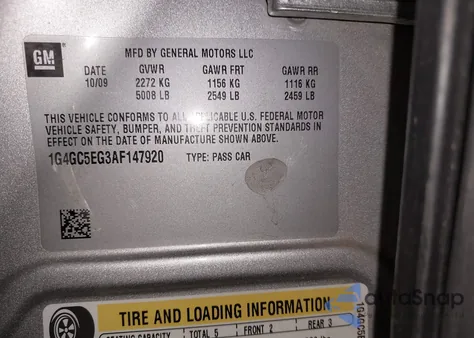 GM
MFD BY GENERAL MOTORS LLC
DATE GVWR GAWR FRT GAWR RR
10/09 2272 KG 1156 KG 1116 KG
5008 LB 2549 LB 2459 LB
THIS VEHICLE CONFORMS TO ALL APPLICABLE U.S. FEDERAL MOTOR
VEHICLE SAFETY, BUMPER, AND THEFT PREVENTION STANDARDS IN
EFFECT ON THE DATE OF MANUFACTURE SHOWN ABOVE.
1G4GC5EG3AF147920 TYPE: PASS CAR
TIRE AND LOADING INFORMATION
SEATING CAPACITY TOTAL 5 FRONT 2 REAR 3
AutoSnap